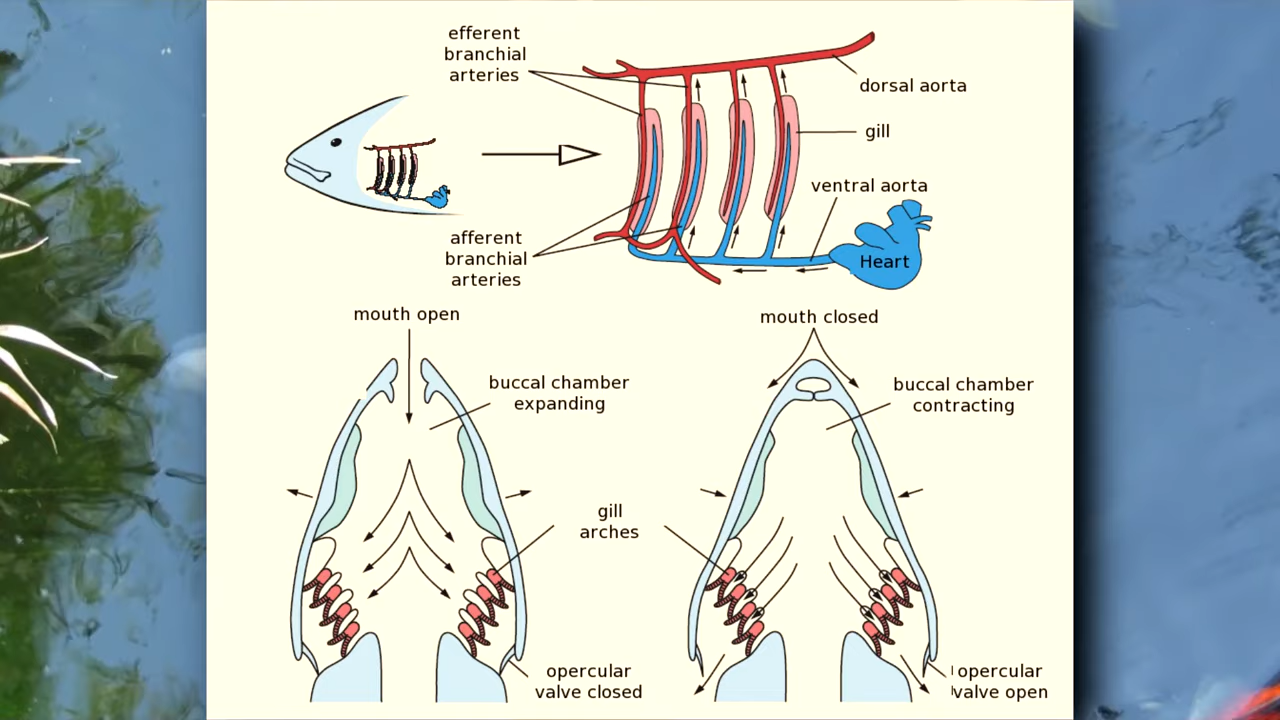 efferent
branchial
arteries
dorsal aorta
gill
ventral aorta
afferent
branchial
arteries
Heart
mouth open
mouth closed
buccal chamber
expanding
buccal chamber
contracting
gill
arches
opercular
valve closed
opercular
valve open